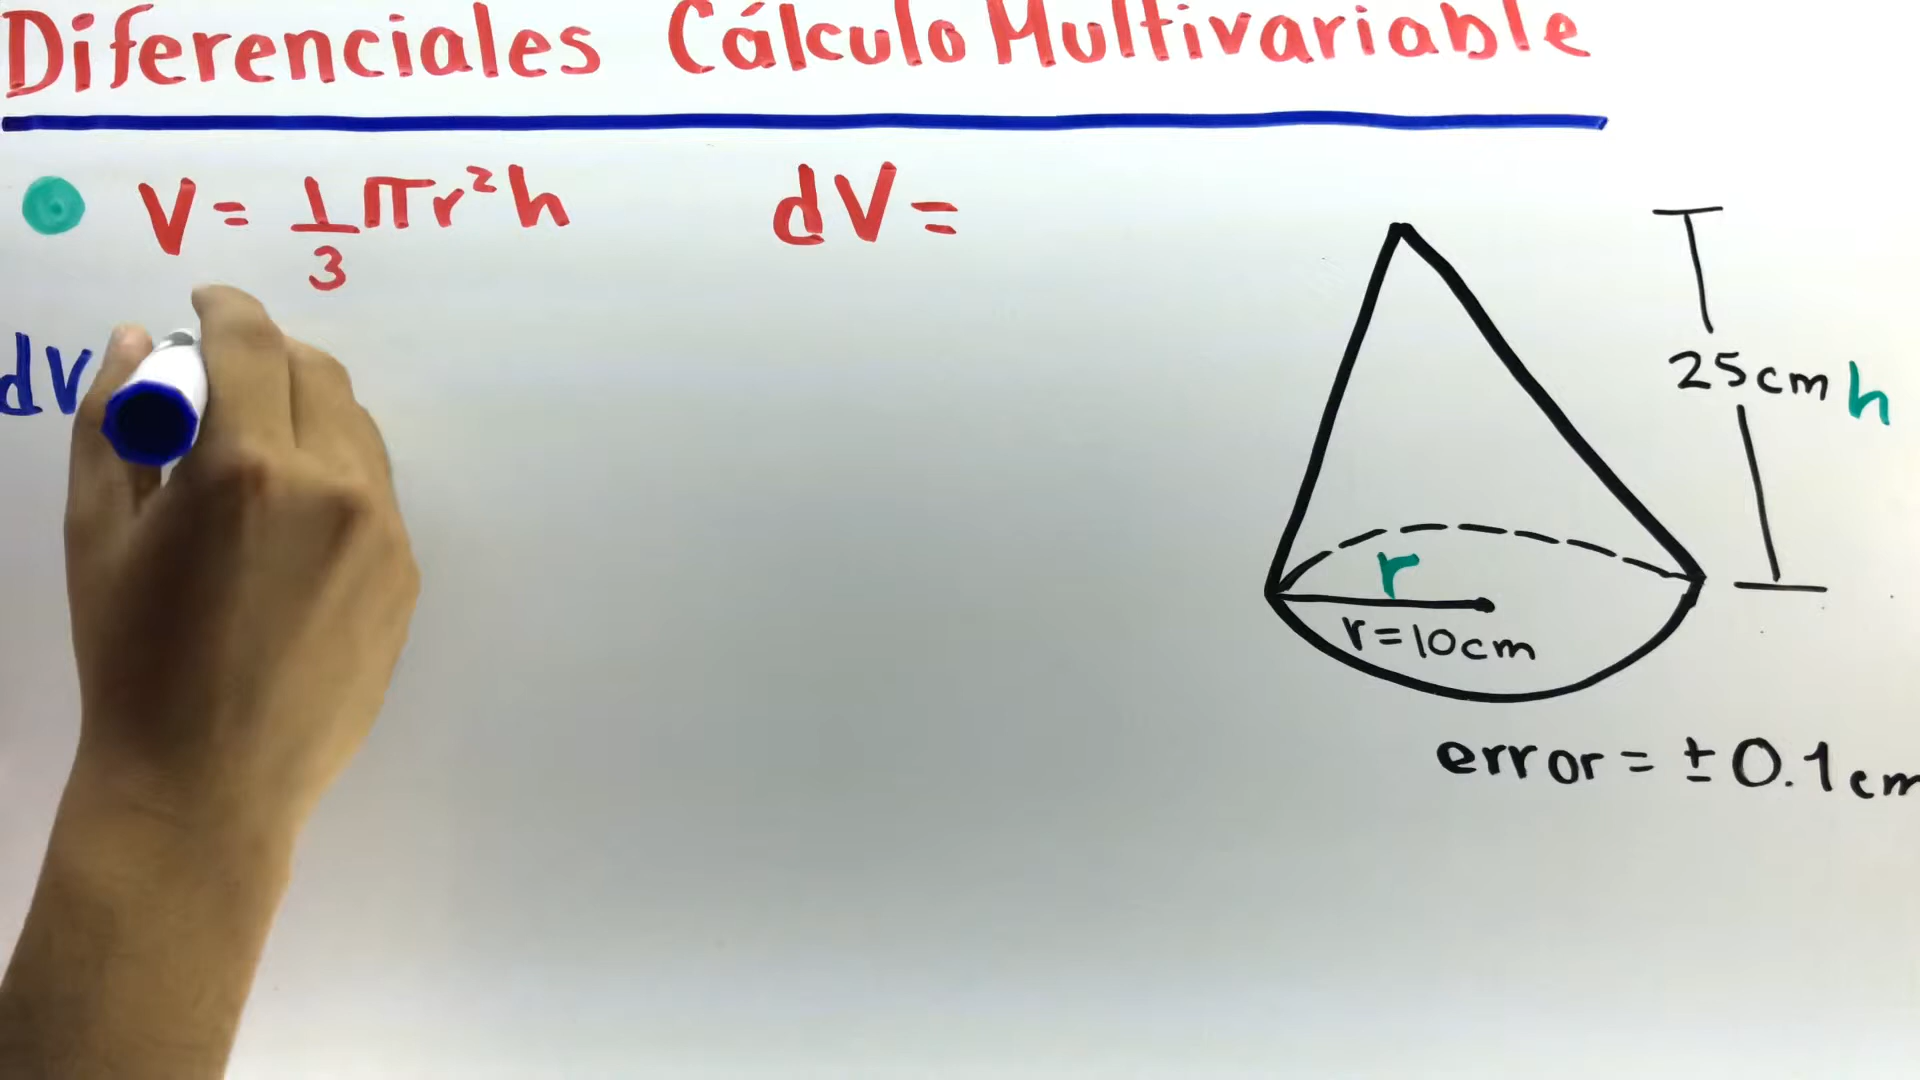 Diferenciales Cálculo Multivariable
V = 1/3 πr²h
dV =
dV
25cm h
r
r=10cm
error = ± 0.1cm